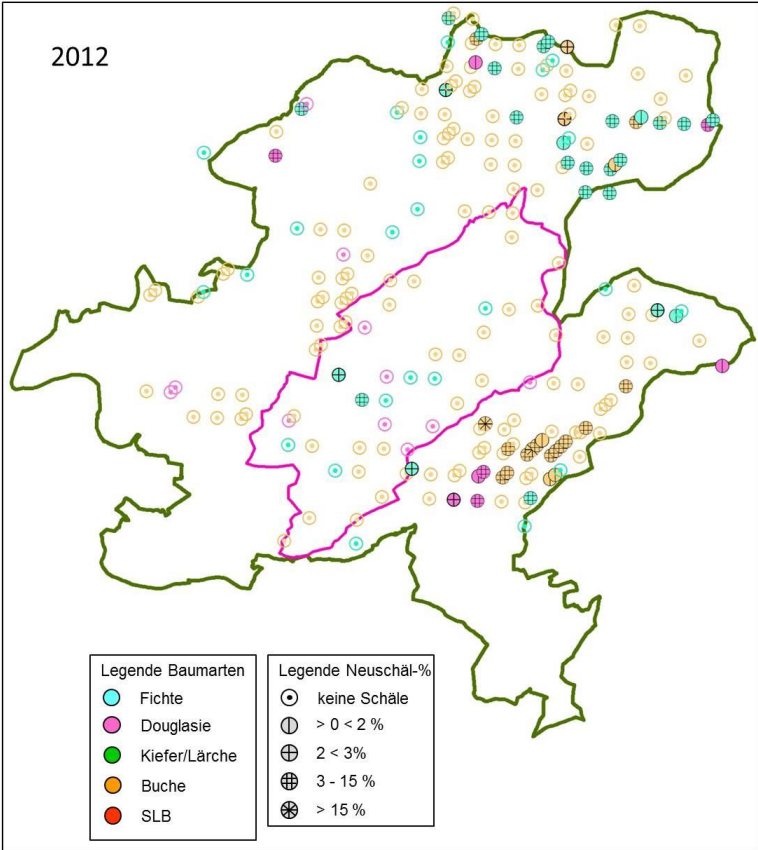 2012
Legende Baumarten
Fichte
Douglasie
Kiefer/Lärche
Buche
SLB
Legende Neuschäl-%
keine Schäle
> 0 < 2 %
2 < 3%
3 - 15 %
> 15 %